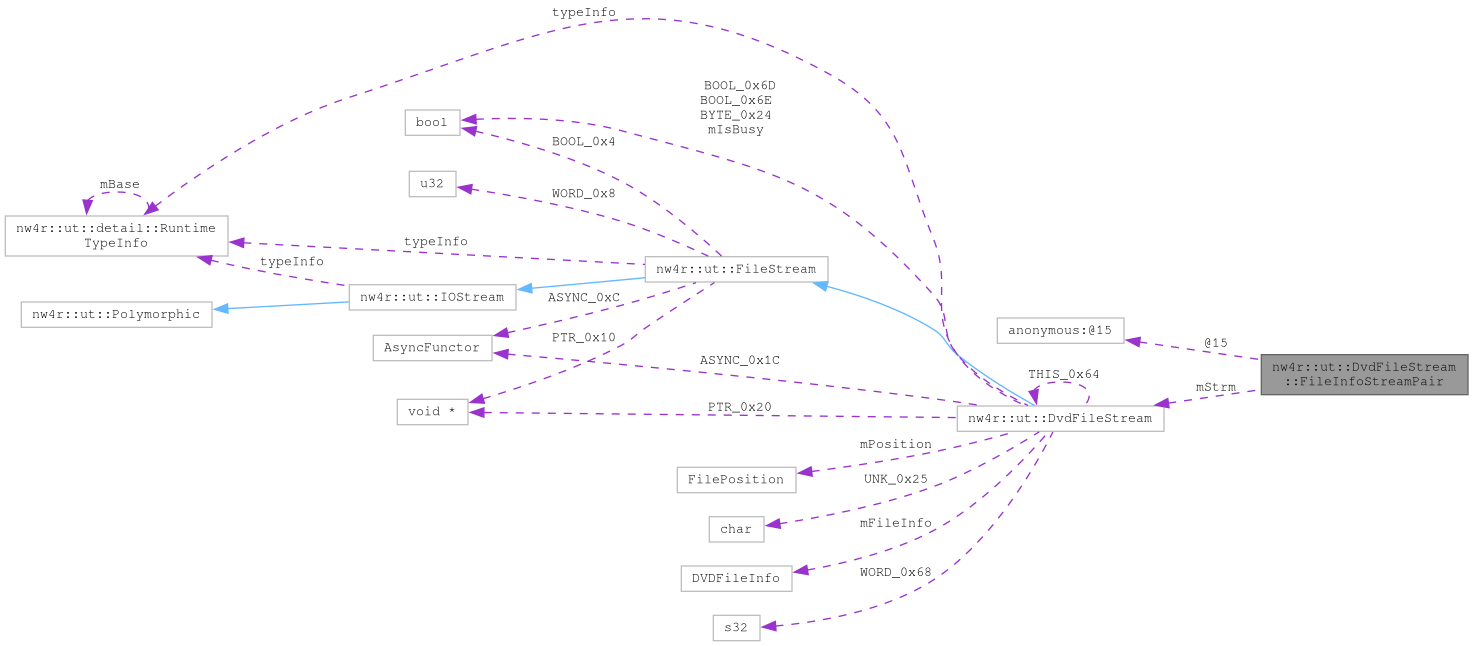 typeInfo
BOOL_0x6D
BOOL_0x6E
BYTE_0x24
mIsBusy
bool
BOOL_0x4
u32
WORD_0x8
mBase
nw4r::ut::detail::Runtime
TypeInfo
typeInfo
typeInfo
nw4r::ut::FileStream
nw4r::ut::IOStream
nw4r::ut::Polymorphic
ASYNC_0xC
AsyncFunctor
PTR_0x10
anonymous:@15
@15
nw4r::ut::DvdFileStream
::FileInfoStreamPair
ASYNC_0x1C
THIS_0x64
mStrm
void *
PTR_0x20
nw4r::ut::DvdFileStream
mPosition
FilePosition
UNK_0x25
char
mFileInfo
DVDFileInfo
WORD_0x68
s32